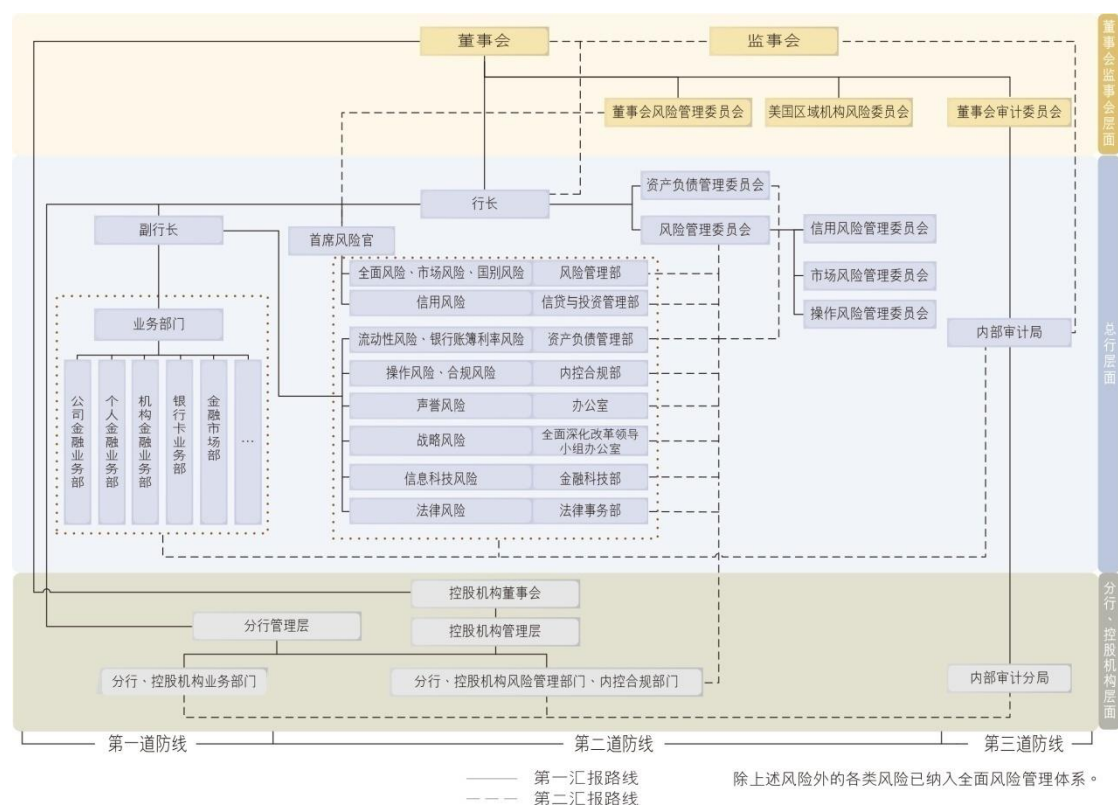 董事会
监事会
董事会监事会层面
董事会风险管理委员会
美国区域机构风险委员会
董事会审计委员会
行长
资产负债管理委员会
副行长
首席风险官
风险管理委员会
信用风险管理委员会
全面风险、市场风险、国别风险
风险管理部
市场风险管理委员会
信用风险
信贷与投资管理部
操作风险管理委员会
业务部门
流动性风险、银行账簿利率风险
资产负债管理部
内部审计局
总行层面
操作风险、合规风险
内控合规部
公司金融业务部
个人金融业务部
机构金融业务部
银行卡业务部
金融市场部
…
声誉风险
办公室
战略风险
全面深化改革领导
小组办公室
信息科技风险
金融科技部
法律风险
法律事务部
控股机构董事会
分行管理层
控股机构管理层
分行、控股机构层面
分行、控股机构业务部门
分行、控股机构风险管理部门、内控合规部门
内部审计分局
第一道防线
第二道防线
第三道防线
第一汇报路线
除上述风险外的各类风险已纳入全面风险管理体系。
第二汇报路线